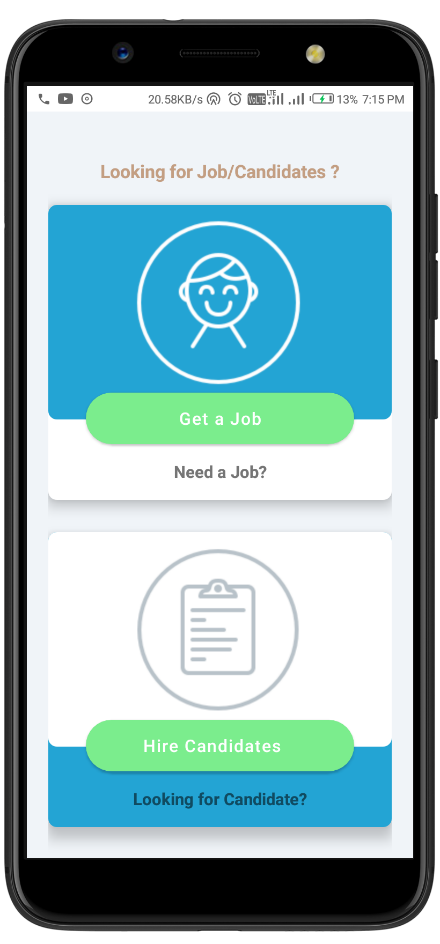 20.58KB/s VoLTE LTE 13% 7:15 PM
Looking for Job/Candidates ?
Get a Job
Need a Job?
Hire Candidates
Looking for Candidate?